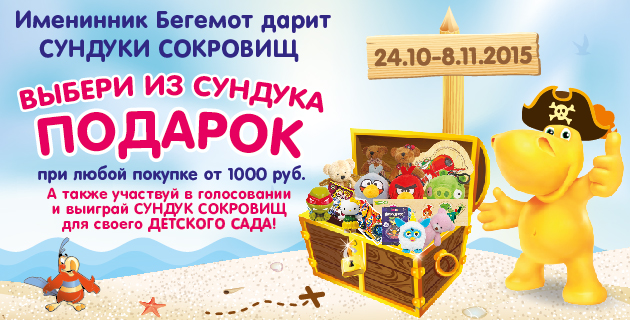 Именинник Бегемот дарит
СУНДУКИ СОКРОВИЩ
24.10-8.11.2015
ВЫБЕРИ ИЗ СУНДУКА
ПОДАРОК
при любой покупке от 1000 руб.
А также участвуй в голосовании
и выиграй СУНДУК СОКРОВИЩ
для своего ДЕТСКОГО САДА!